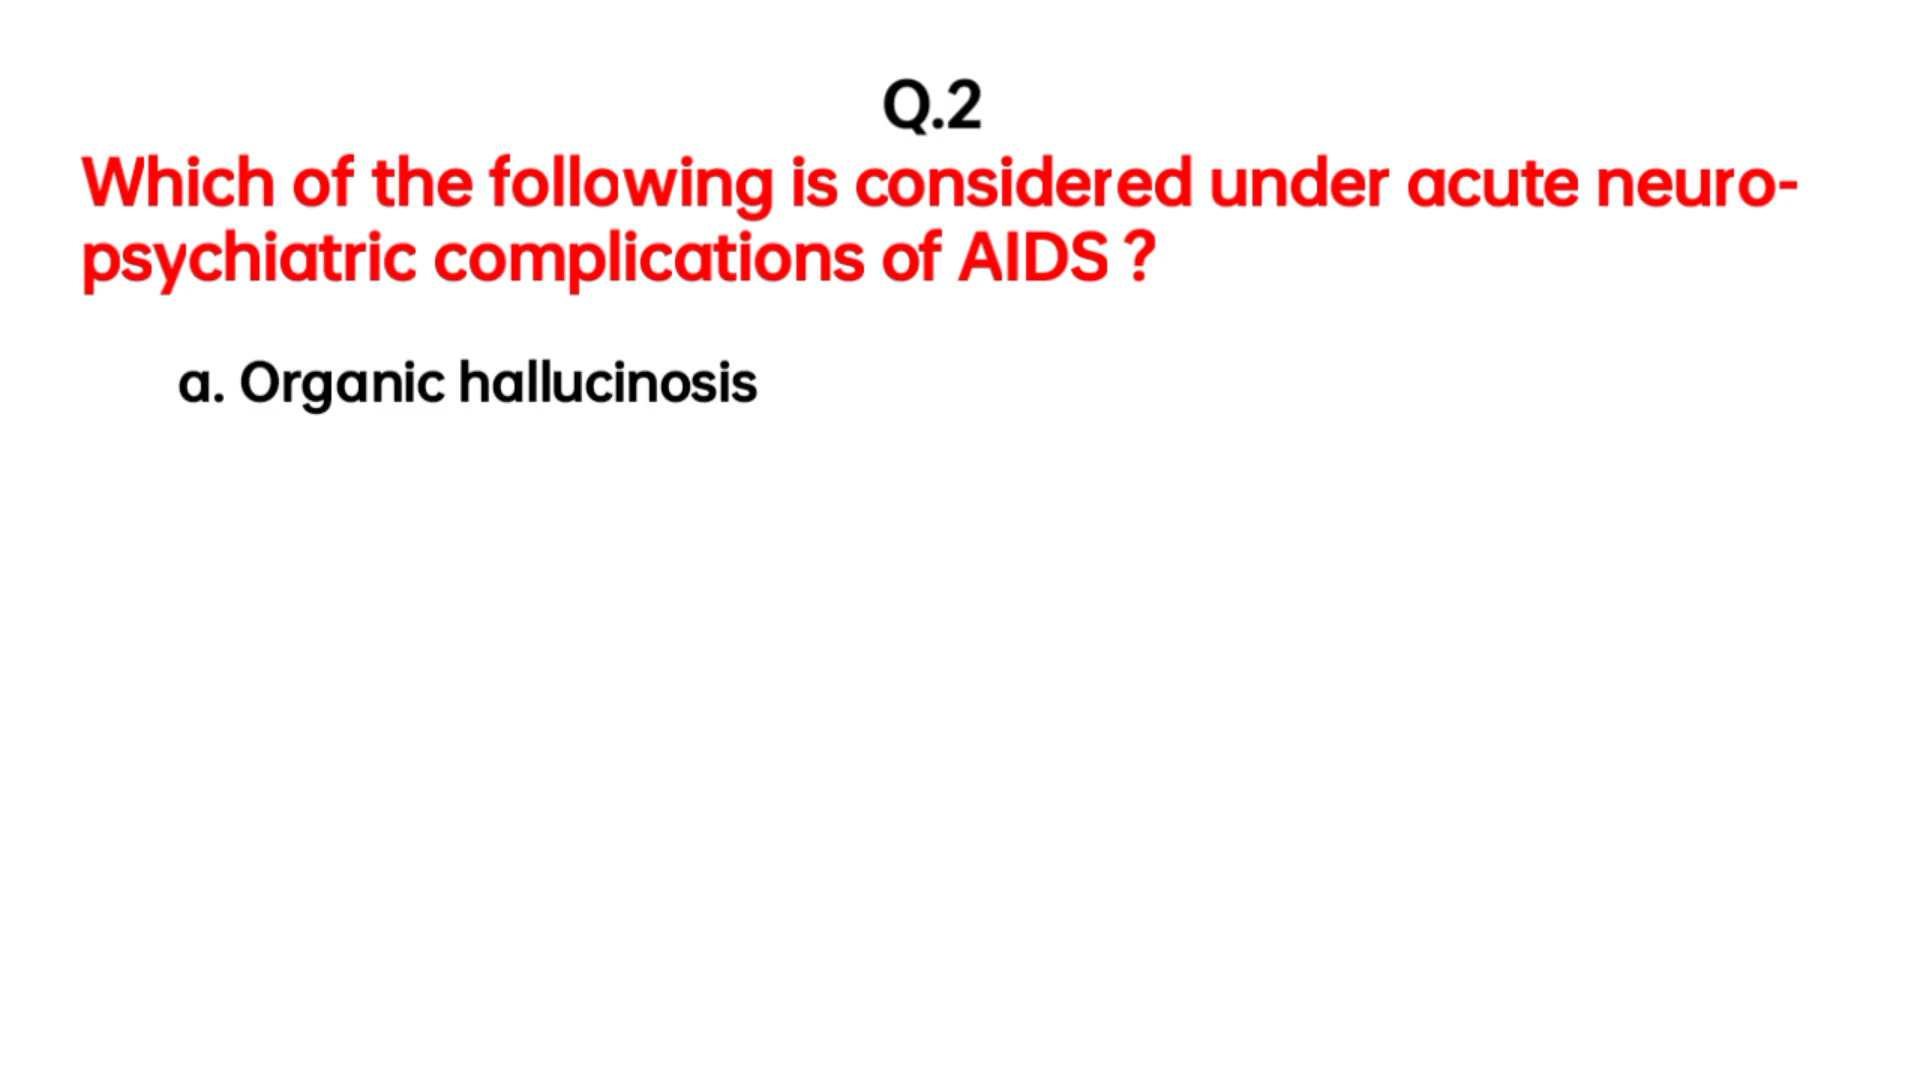 Q.2
Which of the following is considered under acute neuro-
psychiatric complications of AIDS ?
a. Organic hallucinosis